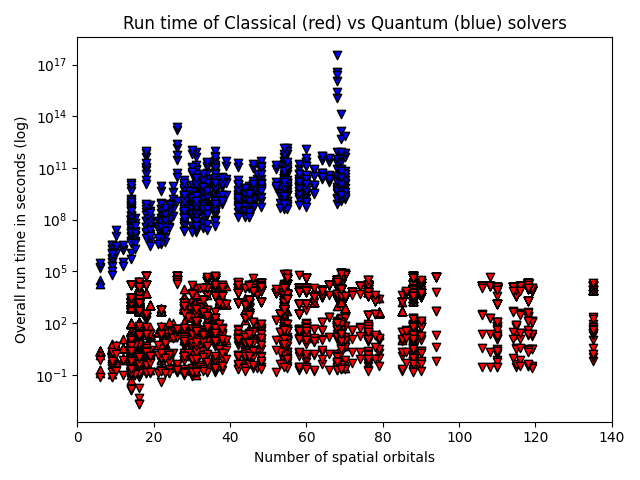 Run time of Classical (red) vs Quantum (blue) solvers
Overall run time in seconds (log)
10^17
10^14
10^11
10^8
10^5
10^2
10^−1
0 20 40 60 80 100 120 140
Number of spatial orbitals